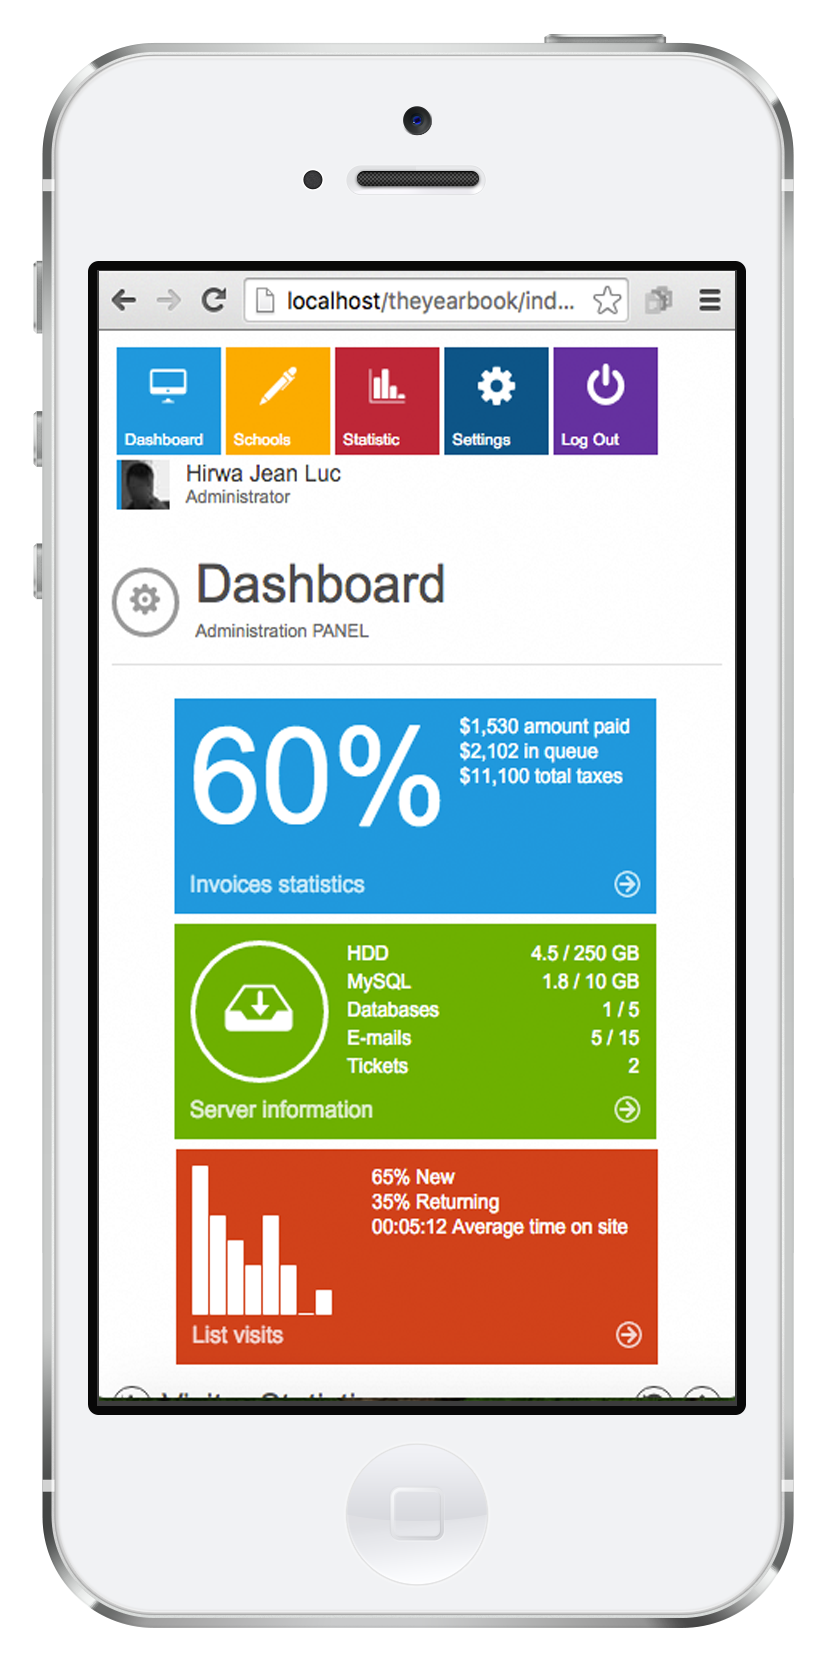 localhost/theyearbook/ind...
Dashboard
Schools
Statistic
Settings
Log Out
Hirwa Jean Luc
Administrator
Dashboard
Administration PANEL
60%
$1,530 amount paid
$2,102 in queue
$11,100 total taxes
Invoices statistics
HDD 4.5 / 250 GB
MySQL 1.8 / 10 GB
Databases 1 / 5
E-mails 5 / 15
Tickets 2
Server information
65% New
35% Returning
00:05:12 Average time on site
List visits